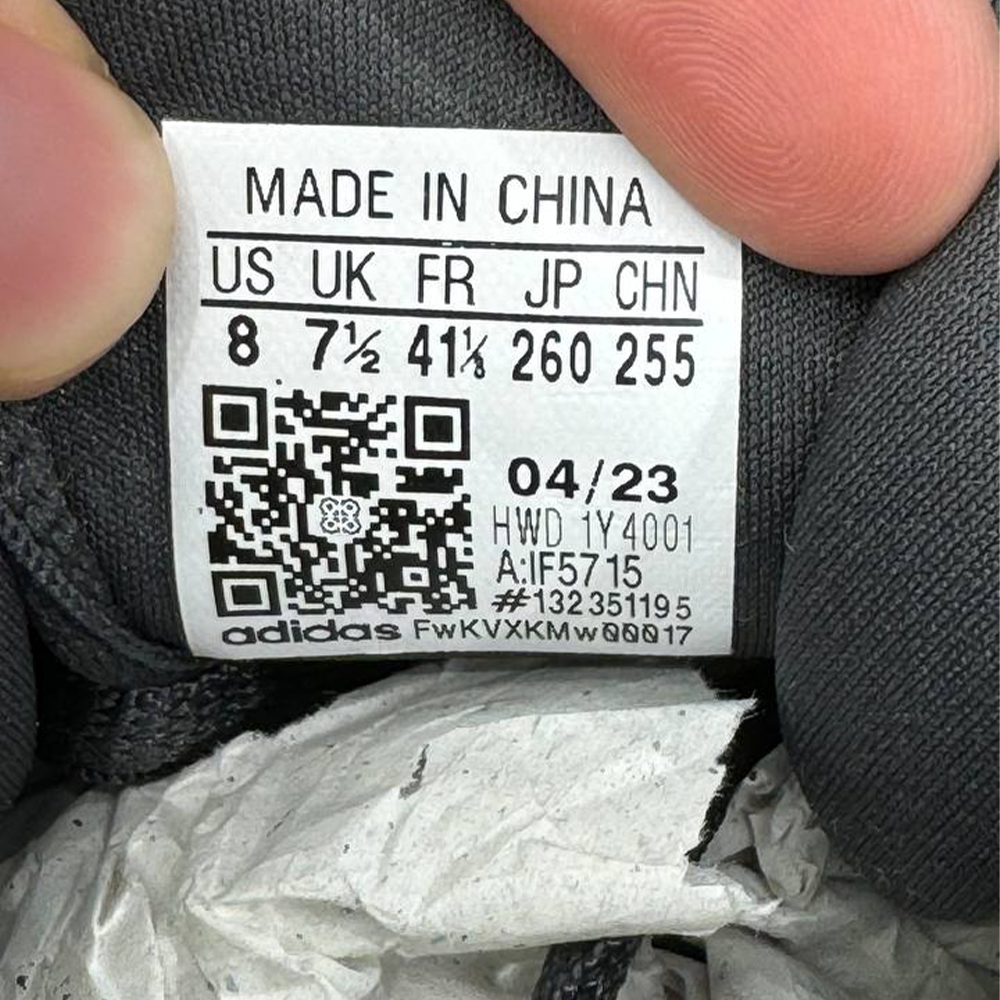 MADE IN CHINA
US UK FR JP CHN
8 7½ 41⅓ 260 255
04/23
HWD 1Y4001
A:IF5715
#132351195
adidas FwKVXKMw00017